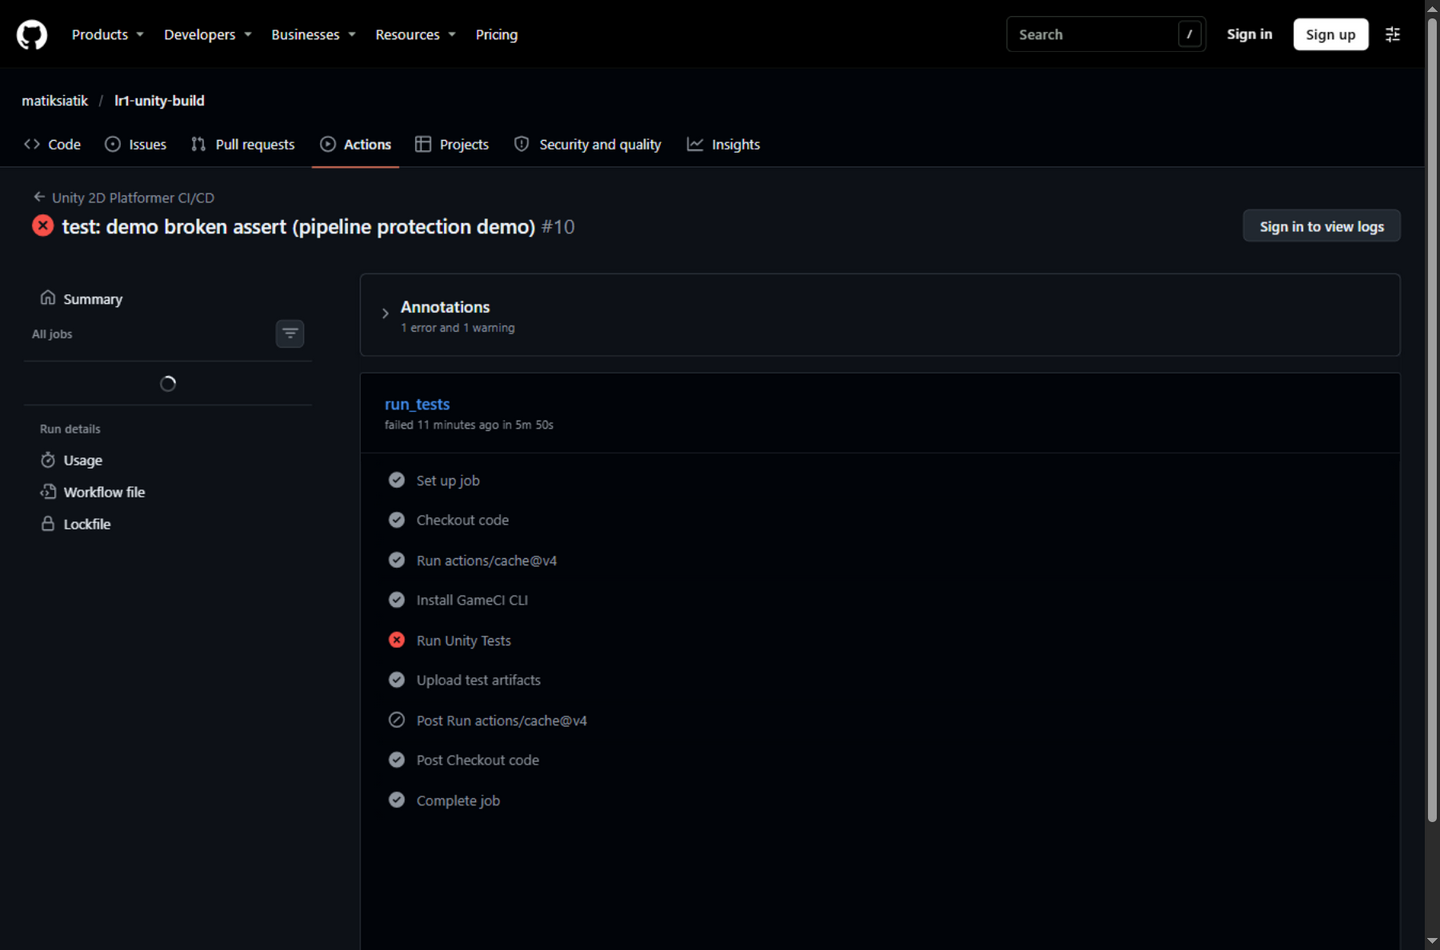 Products
Developers
Businesses
Resources
Pricing
Search
/
Sign in
Sign up
matiksiatik / lr1-unity-build
Code
Issues
Pull requests
Actions
Projects
Security and quality
Insights
Unity 2D Platformer CI/CD
test: demo broken assert (pipeline protection demo) #10
Sign in to view logs
Summary
All jobs
Run details
Usage
Workflow file
Lockfile
Annotations
1 error and 1 warning
run_tests
failed 11 minutes ago in 5m 50s
Set up job
Checkout code
Run actions/cache@v4
Install GameCI CLI
Run Unity Tests
Upload test artifacts
Post Run actions/cache@v4
Post Checkout code
Complete job